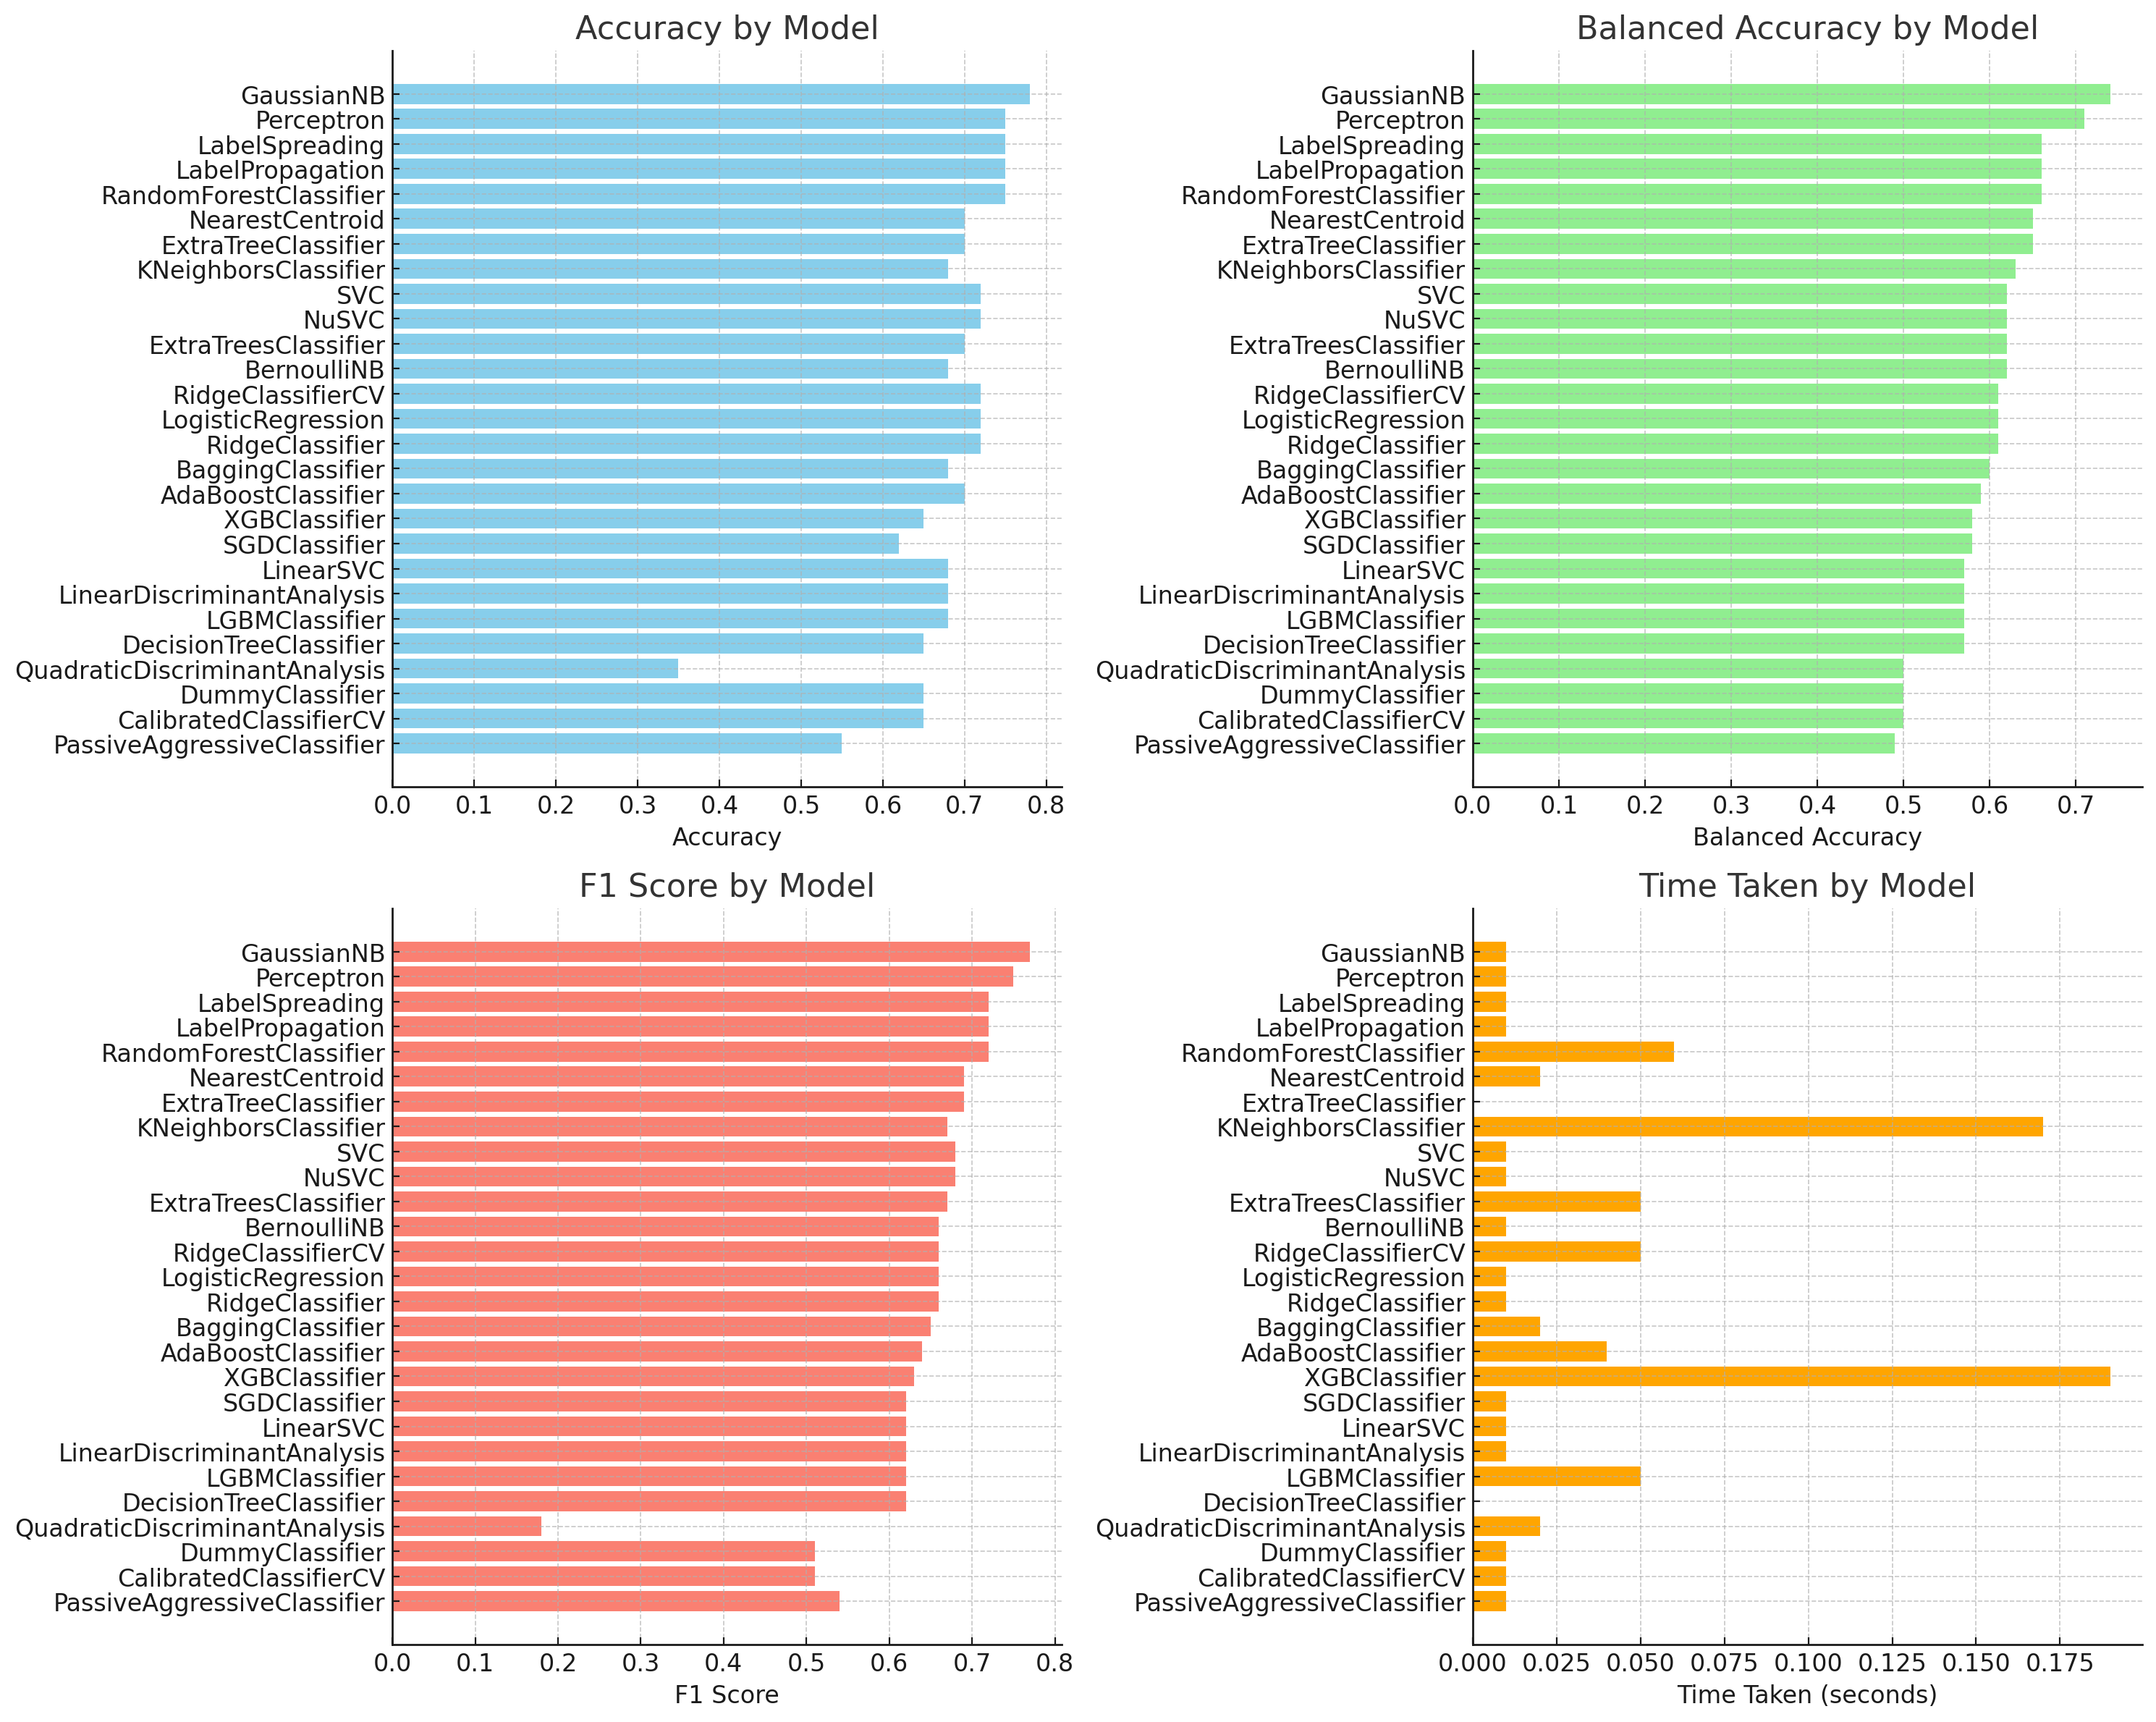 Accuracy by Model
GaussianNB
Perceptron
LabelSpreading
LabelPropagation
RandomForestClassifier
NearestCentroid
ExtraTreeClassifier
KNeighborsClassifier
SVC
NuSVC
ExtraTreesClassifier
BernoulliNB
RidgeClassifierCV
LogisticRegression
RidgeClassifier
BaggingClassifier
AdaBoostClassifier
XGBClassifier
SGDClassifier
LinearSVC
LinearDiscriminantAnalysis
LGBMClassifier
DecisionTreeClassifier
QuadraticDiscriminantAnalysis
DummyClassifier
CalibratedClassifierCV
PassiveAggressiveClassifier
0.0 0.1 0.2 0.3 0.4 0.5 0.6 0.7 0.8
Accuracy
Balanced Accuracy by Model
GaussianNB
Perceptron
LabelSpreading
LabelPropagation
RandomForestClassifier
NearestCentroid
ExtraTreeClassifier
KNeighborsClassifier
SVC
NuSVC
ExtraTreesClassifier
BernoulliNB
RidgeClassifierCV
LogisticRegression
RidgeClassifier
BaggingClassifier
AdaBoostClassifier
XGBClassifier
SGDClassifier
LinearSVC
LinearDiscriminantAnalysis
LGBMClassifier
DecisionTreeClassifier
QuadraticDiscriminantAnalysis
DummyClassifier
CalibratedClassifierCV
PassiveAggressiveClassifier
0.0 0.1 0.2 0.3 0.4 0.5 0.6 0.7
Balanced Accuracy
F1 Score by Model
GaussianNB
Perceptron
LabelSpreading
LabelPropagation
RandomForestClassifier
NearestCentroid
ExtraTreeClassifier
KNeighborsClassifier
SVC
NuSVC
ExtraTreesClassifier
BernoulliNB
RidgeClassifierCV
LogisticRegression
RidgeClassifier
BaggingClassifier
AdaBoostClassifier
XGBClassifier
SGDClassifier
LinearSVC
LinearDiscriminantAnalysis
LGBMClassifier
DecisionTreeClassifier
QuadraticDiscriminantAnalysis
DummyClassifier
CalibratedClassifierCV
PassiveAggressiveClassifier
0.0 0.1 0.2 0.3 0.4 0.5 0.6 0.7 0.8
F1 Score
Time Taken by Model
GaussianNB
Perceptron
LabelSpreading
LabelPropagation
RandomForestClassifier
NearestCentroid
ExtraTreeClassifier
KNeighborsClassifier
SVC
NuSVC
ExtraTreesClassifier
BernoulliNB
RidgeClassifierCV
LogisticRegression
RidgeClassifier
BaggingClassifier
AdaBoostClassifier
XGBClassifier
SGDClassifier
LinearSVC
LinearDiscriminantAnalysis
LGBMClassifier
DecisionTreeClassifier
QuadraticDiscriminantAnalysis
DummyClassifier
CalibratedClassifierCV
PassiveAggressiveClassifier
0.000 0.025 0.050 0.075 0.100 0.125 0.150 0.175
Time Taken (seconds)